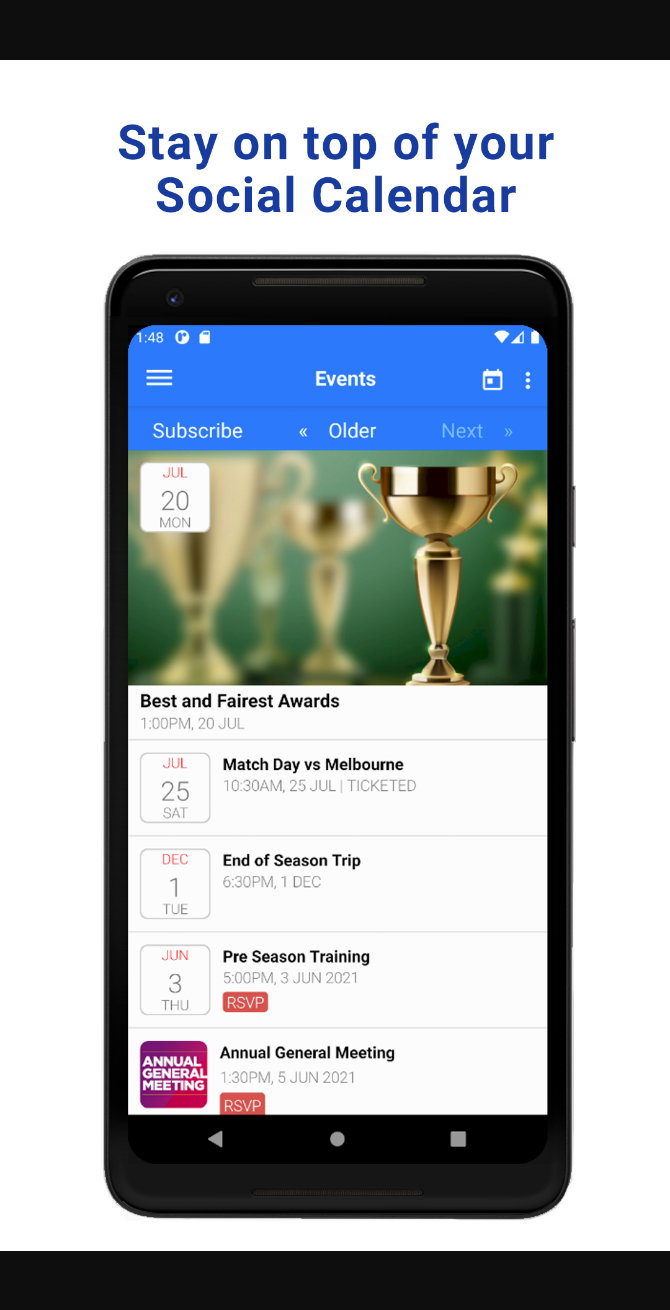 Stay on top of your
Social Calendar
1:48
Events
Subscribe « Older Next »
JUL
20
MON
Best and Fairest Awards
1:00PM, 20 JUL
JUL
25
SAT
Match Day vs Melbourne
10:30AM, 25 JUL | TICKETED
DEC
1
TUE
End of Season Trip
6:30PM, 1 DEC
JUN
3
THU
Pre Season Training
5:00PM, 3 JUN 2021
RSVP
ANNUAL
GENERAL
MEETING
Annual General Meeting
1:30PM, 5 JUN 2021
RSVP